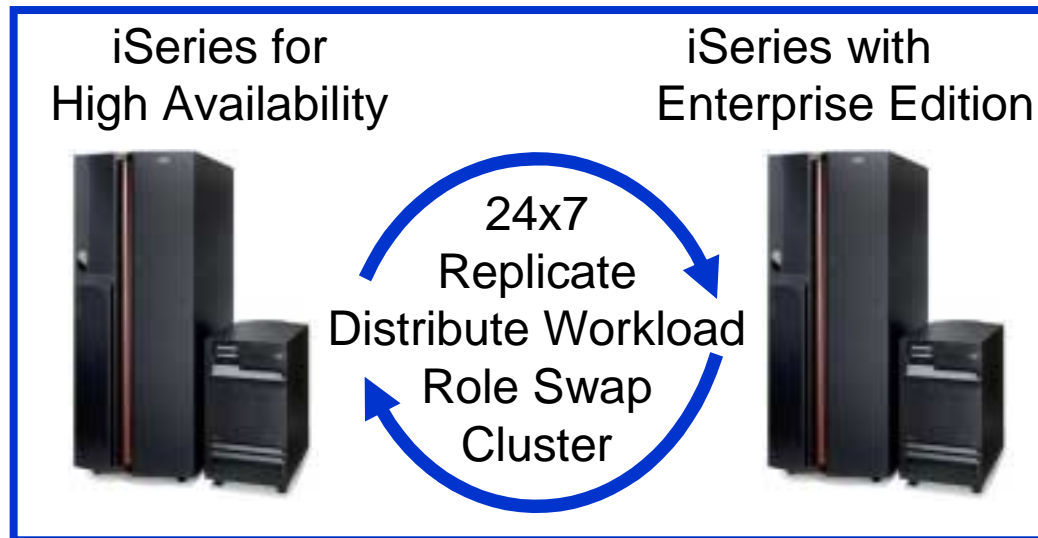 iSeries for
High Availability
iSeries with
Enterprise Edition
24x7
Replicate
Distribute Workload
Role Swap
Cluster